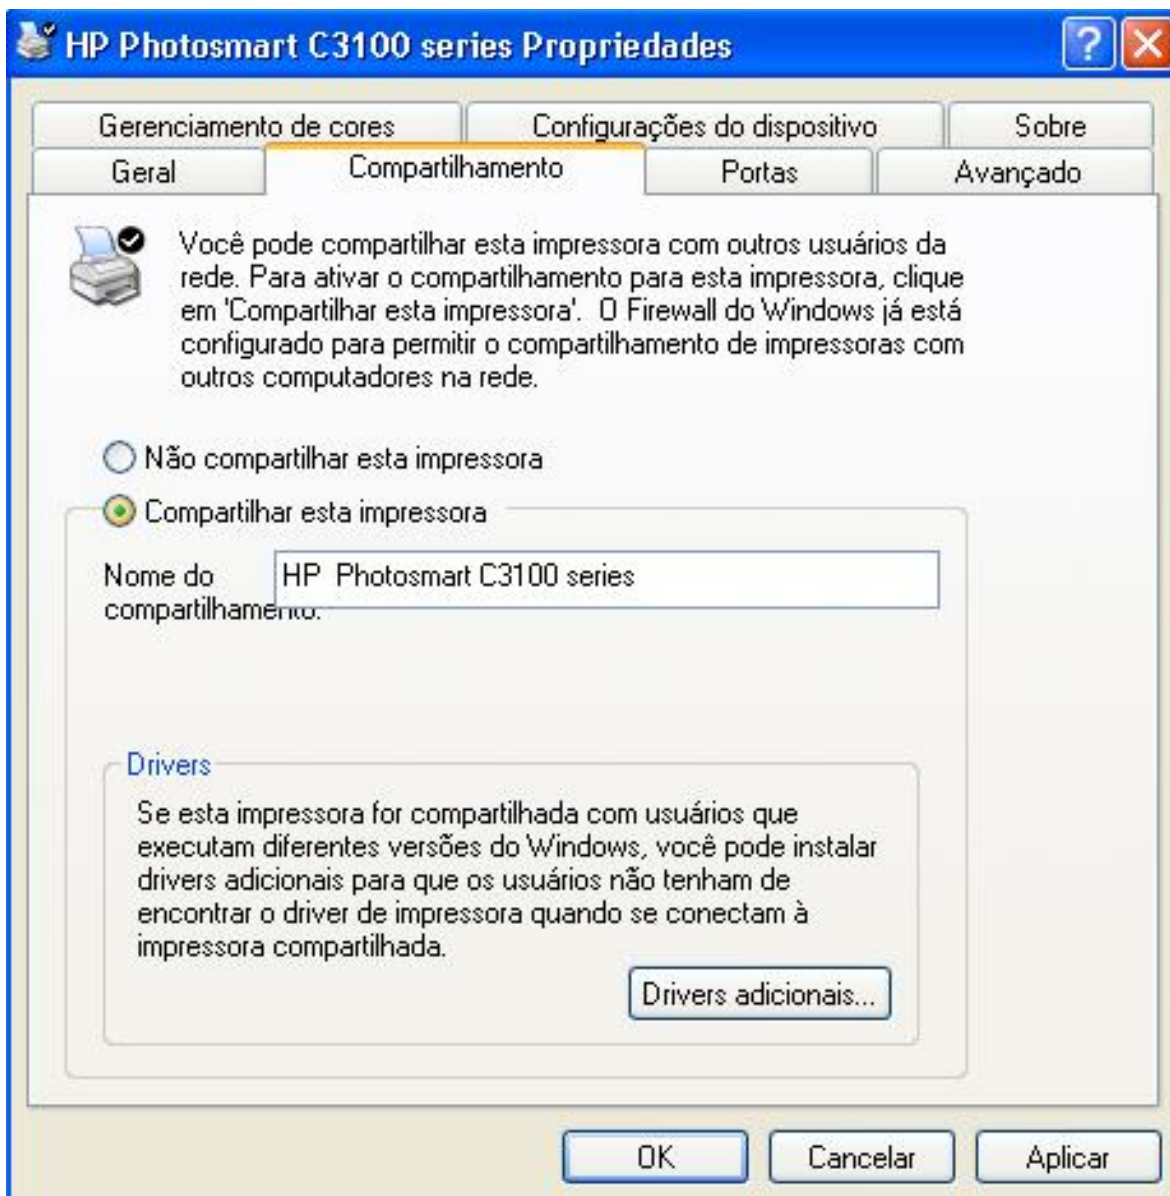 HP Photosmart C3100 series Propriedades
Gerenciamento de cores
Configurações do dispositivo
Sobre
Geral
Compartilhamento
Portas
Avançado
Você pode compartilhar esta impressora com outros usuários da
rede. Para ativar o compartilhamento para esta impressora, clique
em 'Compartilhar esta impressora'. O Firewall do Windows já está
configurado para permitir o compartilhamento de impressoras com
outros computadores na rede.
Não compartilhar esta impressora
Compartilhar esta impressora
Nome do
compartilhamento:
HP Photosmart C3100 series
Drivers
Se esta impressora for compartilhada com usuários que
executam diferentes versões do Windows, você pode instalar
drivers adicionais para que os usuários não tenham de
encontrar o driver de impressora quando se conectam à
impressora compartilhada.
Drivers adicionais...
OK
Cancelar
Aplicar